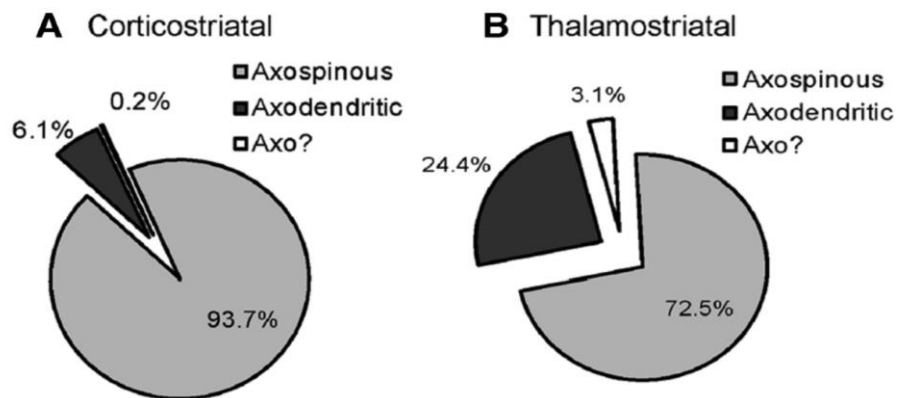 A Corticostriatal
Axospinous
Axodendritic
Axo?
0.2%
6.1%
93.7%
B Thalamostriatal
Axospinous
Axodendritic
Axo?
3.1%
24.4%
72.5%